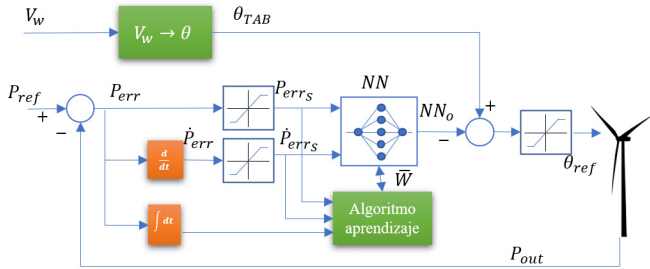 V_w
V_w → θ
θ_TAB
P_ref
+
−
P_err
P_err_S
NN
NN_o
+
−
d/dt
Ṗ_err
Ṗ_err_S
W̅
θ_ref
∫ dt
Algoritmo
aprendizaje
P_out